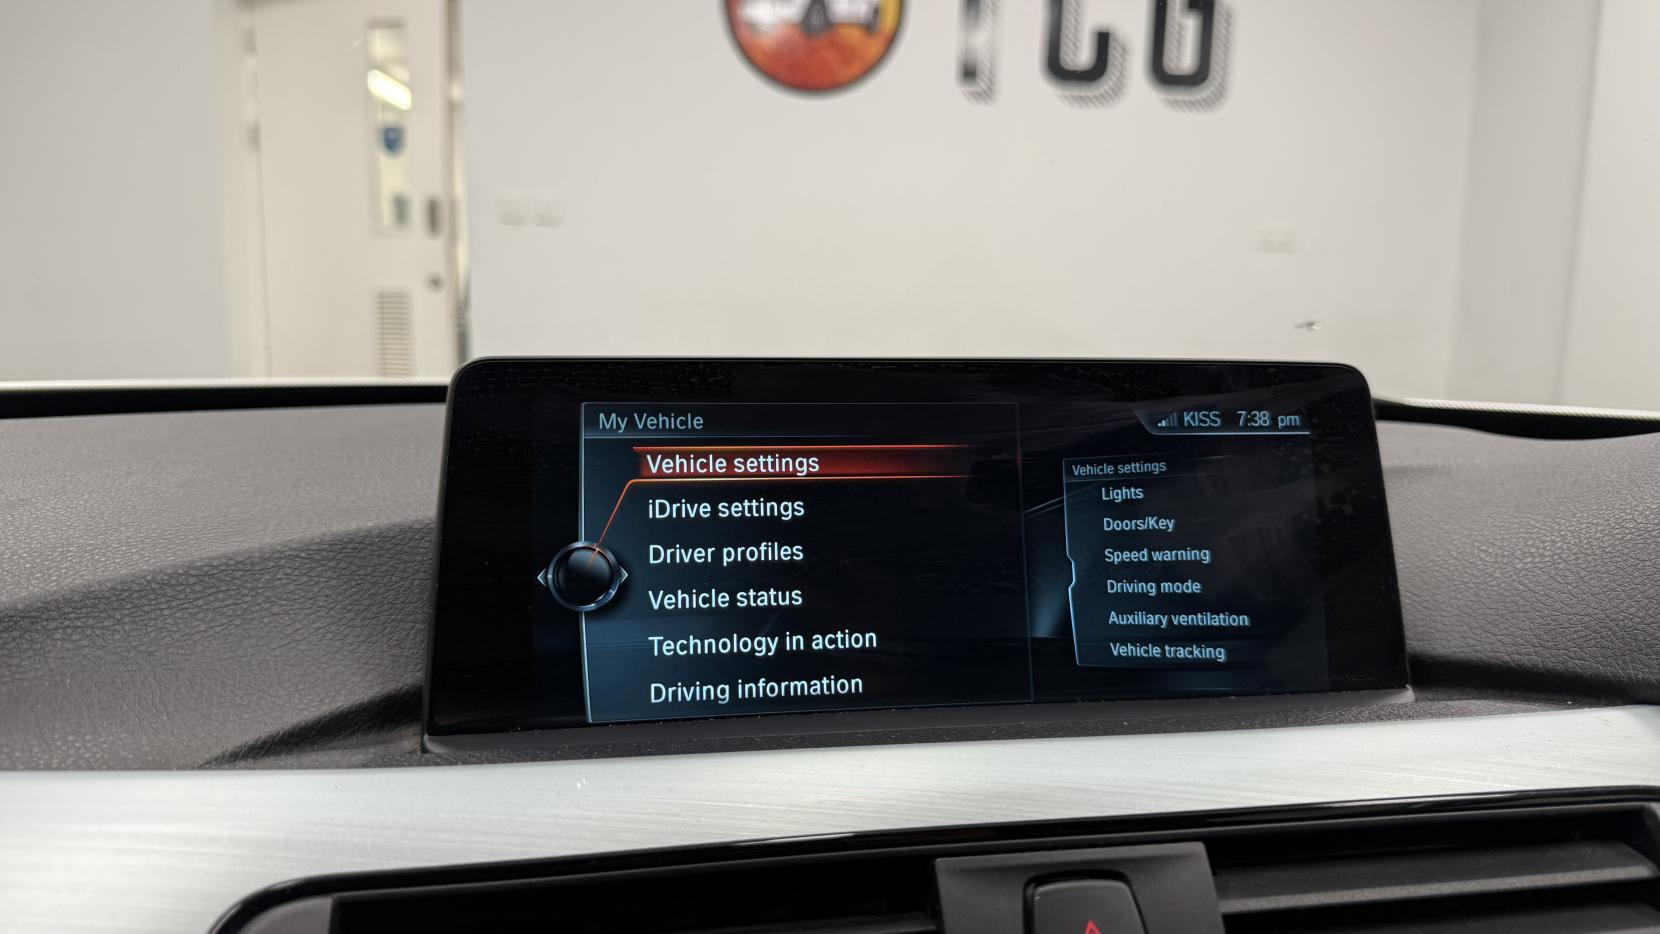 TCG
My Vehicle
KISS 7:38 pm
Vehicle settings
iDrive settings
Driver profiles
Vehicle status
Technology in action
Driving information
Vehicle settings
Lights
Doors/Key
Speed warning
Driving mode
Auxiliary ventilation
Vehicle tracking